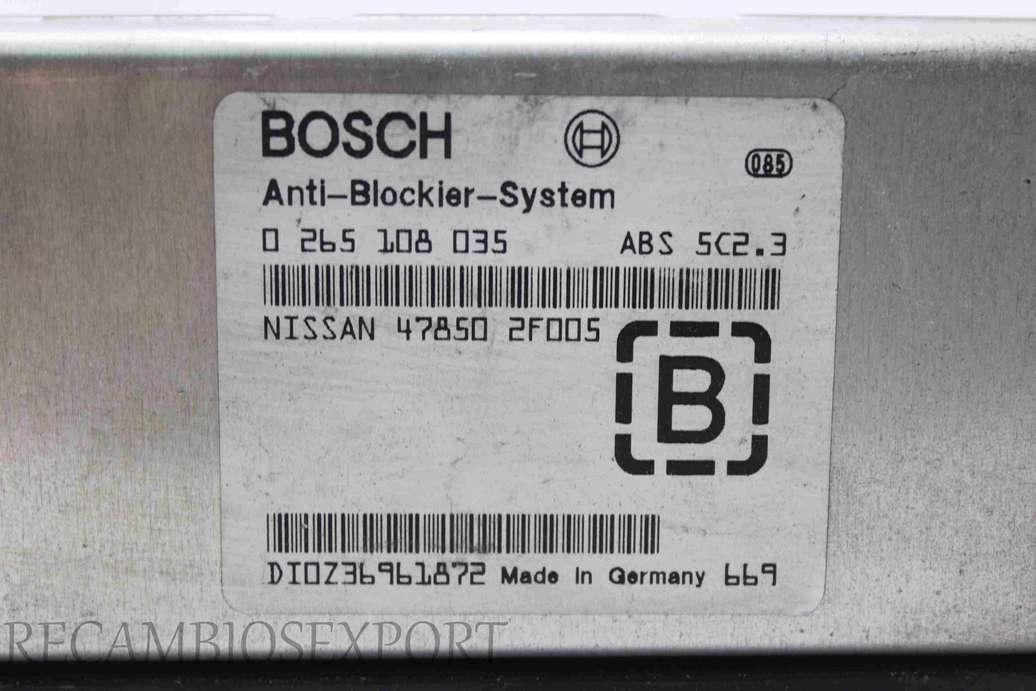 BOSCH
085
Anti-Blockier-System
0 265 108 035 ABS 5C2.3
NISSAN 47850 2F005
B
DIOZ36961872 Made in Germany 669
RECAMBIOSEXPORT